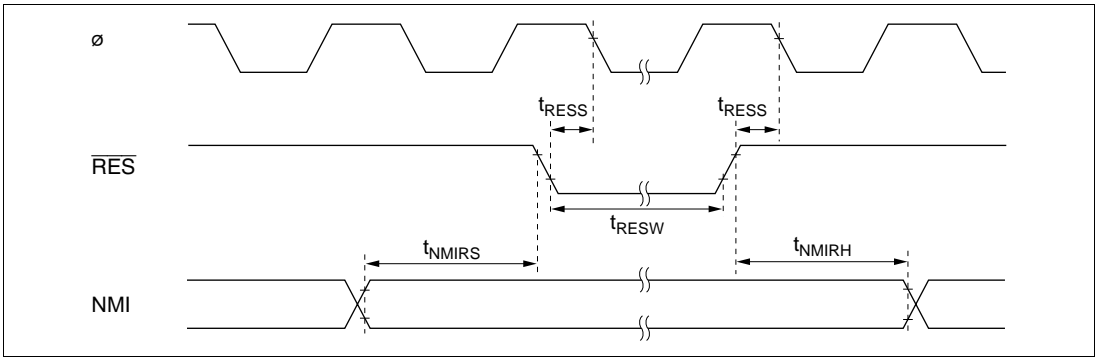 ø
tRESS tRESS
RES
tRESW
tNMIRS tNMIRH
NMI